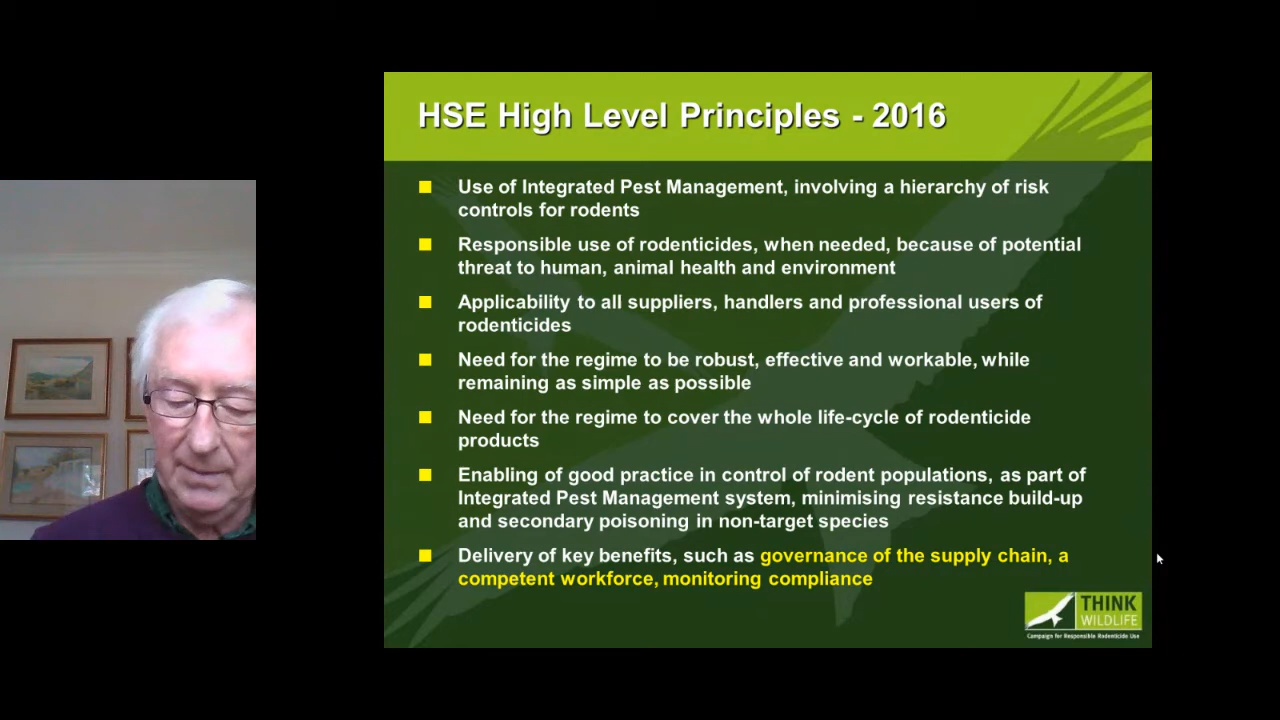 HSE High Level Principles - 2016
Use of Integrated Pest Management, involving a hierarchy of risk
controls for rodents
Responsible use of rodenticides, when needed, because of potential
threat to human, animal health and environment
Applicability to all suppliers, handlers and professional users of
rodenticides
Need for the regime to be robust, effective and workable, while
remaining as simple as possible
Need for the regime to cover the whole life-cycle of rodenticide
products
Enabling of good practice in control of rodent populations, as part of
Integrated Pest Management system, minimising resistance build-up
and secondary poisoning in non-target species
Delivery of key benefits, such as governance of the supply chain, a
competent workforce, monitoring compliance
THINK
WILDLIFE
Campaign for Responsible Rodenticide Use